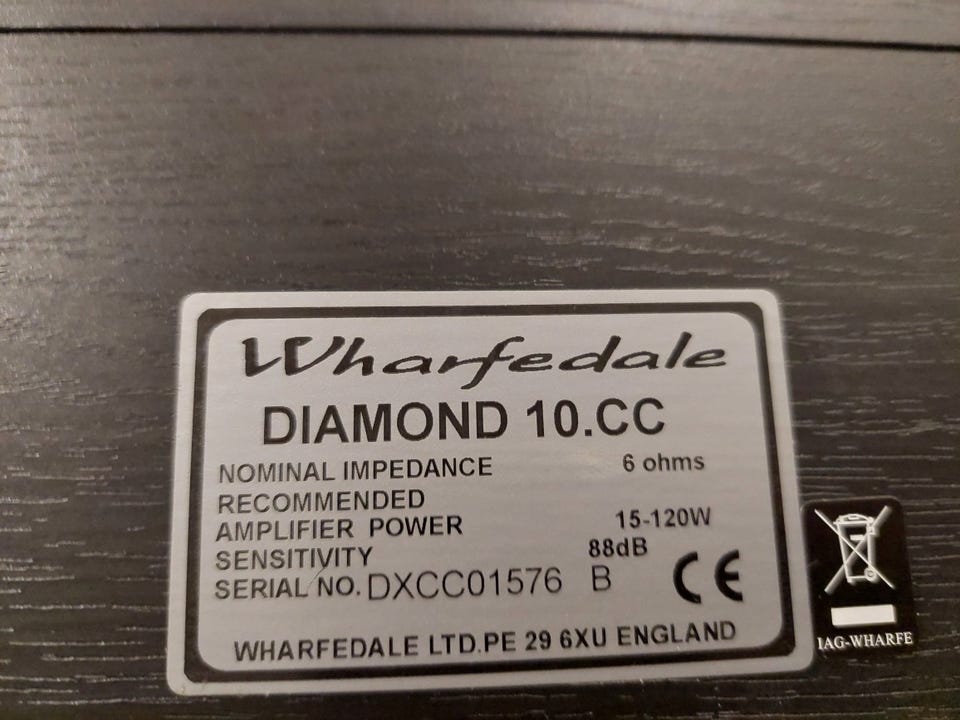 Wharfedale
DIAMOND 10.CC
NOMINAL IMPEDANCE 6 ohms
RECOMMENDED
AMPLIFIER POWER 15-120W
SENSITIVITY 88dB
SERIAL NO. DXCC01576 B CE
WHARFEDALE LTD.PE 29 6XU ENGLAND
IAG-WHARFE